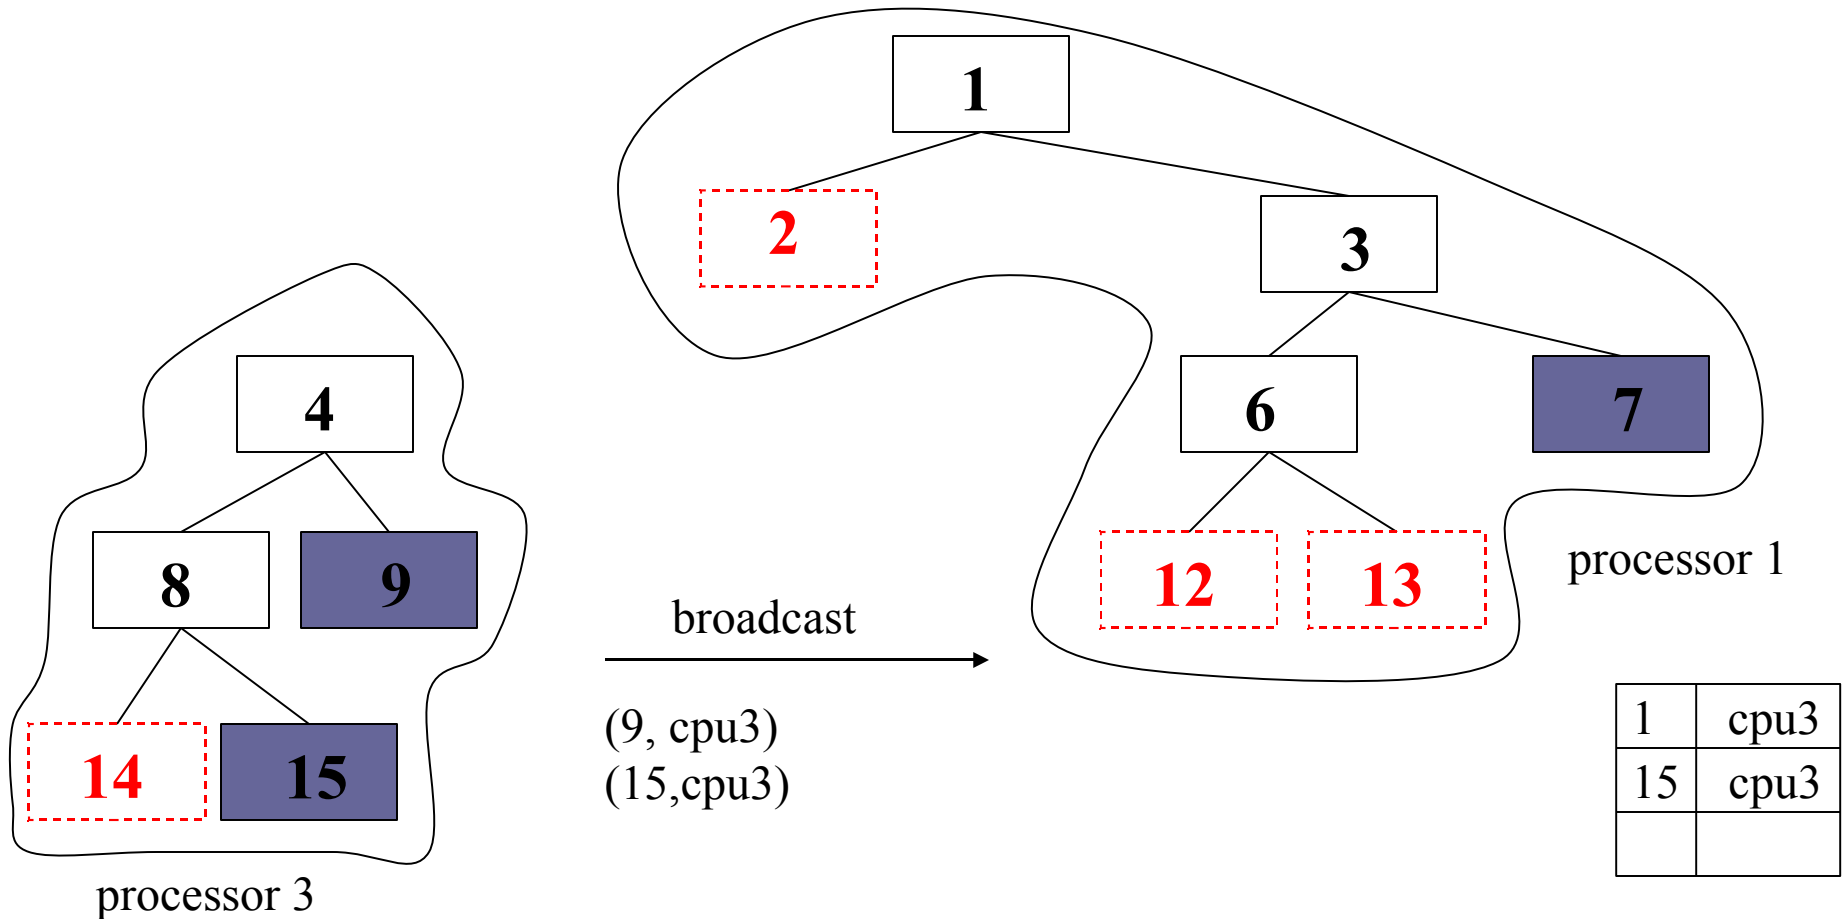 1
2
3
4
6
7
8
9
12
13
processor 1
broadcast
14
15
(9, cpu3)
(15,cpu3)
1 cpu3
15 cpu3
processor 3